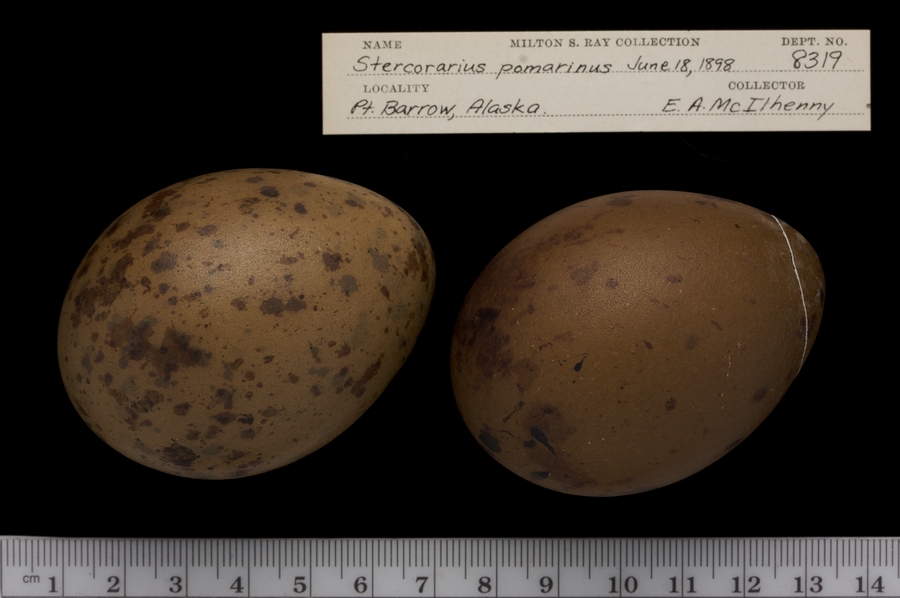 NAME MILTON S. RAY COLLECTION DEPT. NO.
Stercorarius pomarinus June 18, 1898 8319
LOCALITY COLLECTOR
Pt. Barrow, Alaska. E. A. McIlhenny
cm 1 2 3 4 5 6 7 8 9 10 11 12 13 14